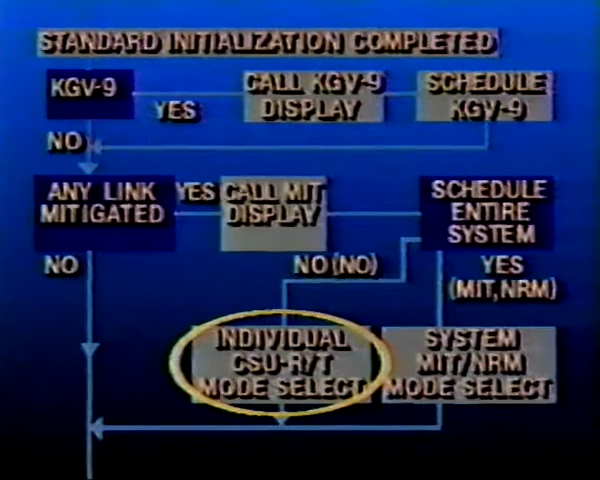 STANDARD INITIALIZATION COMPLETED
KGV-9
YES
CALL KGV-9
DISPLAY
SCHEDULE
KGV-9
NO
ANY LINK
MITIGATED
YES
CALL MIT
DISPLAY
SCHEDULE
ENTIRE
SYSTEM
NO
NO (NO)
YES
(MIT, NRM)
INDIVIDUAL
CSU-R/T
MODE SELECT
SYSTEM
MIT/NRM
MODE SELECT